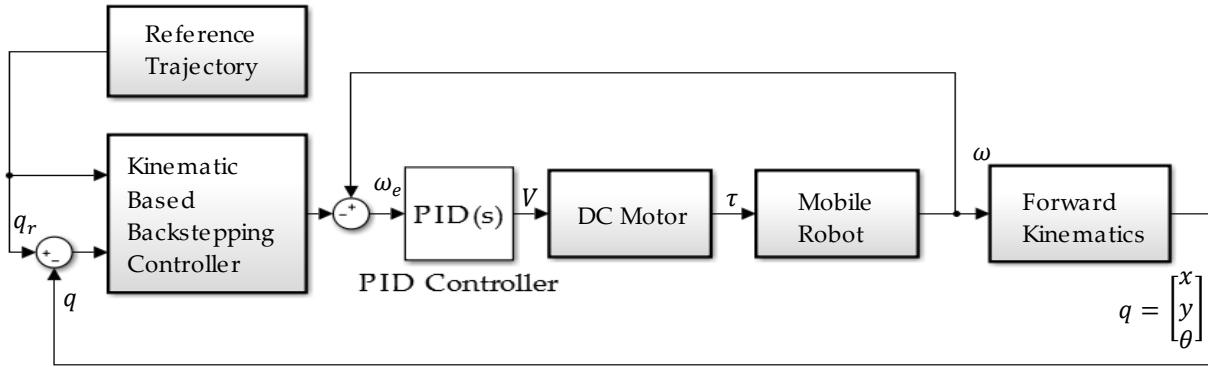 Reference
Trajectory
Kinematic
Based
Backstepping
Controller
q_r
+
−
q
−
+
ω_e
PID(s)
PID Controller
V
DC Motor
τ
Mobile
Robot
ω
Forward
Kinematics
q = [x
y
θ]